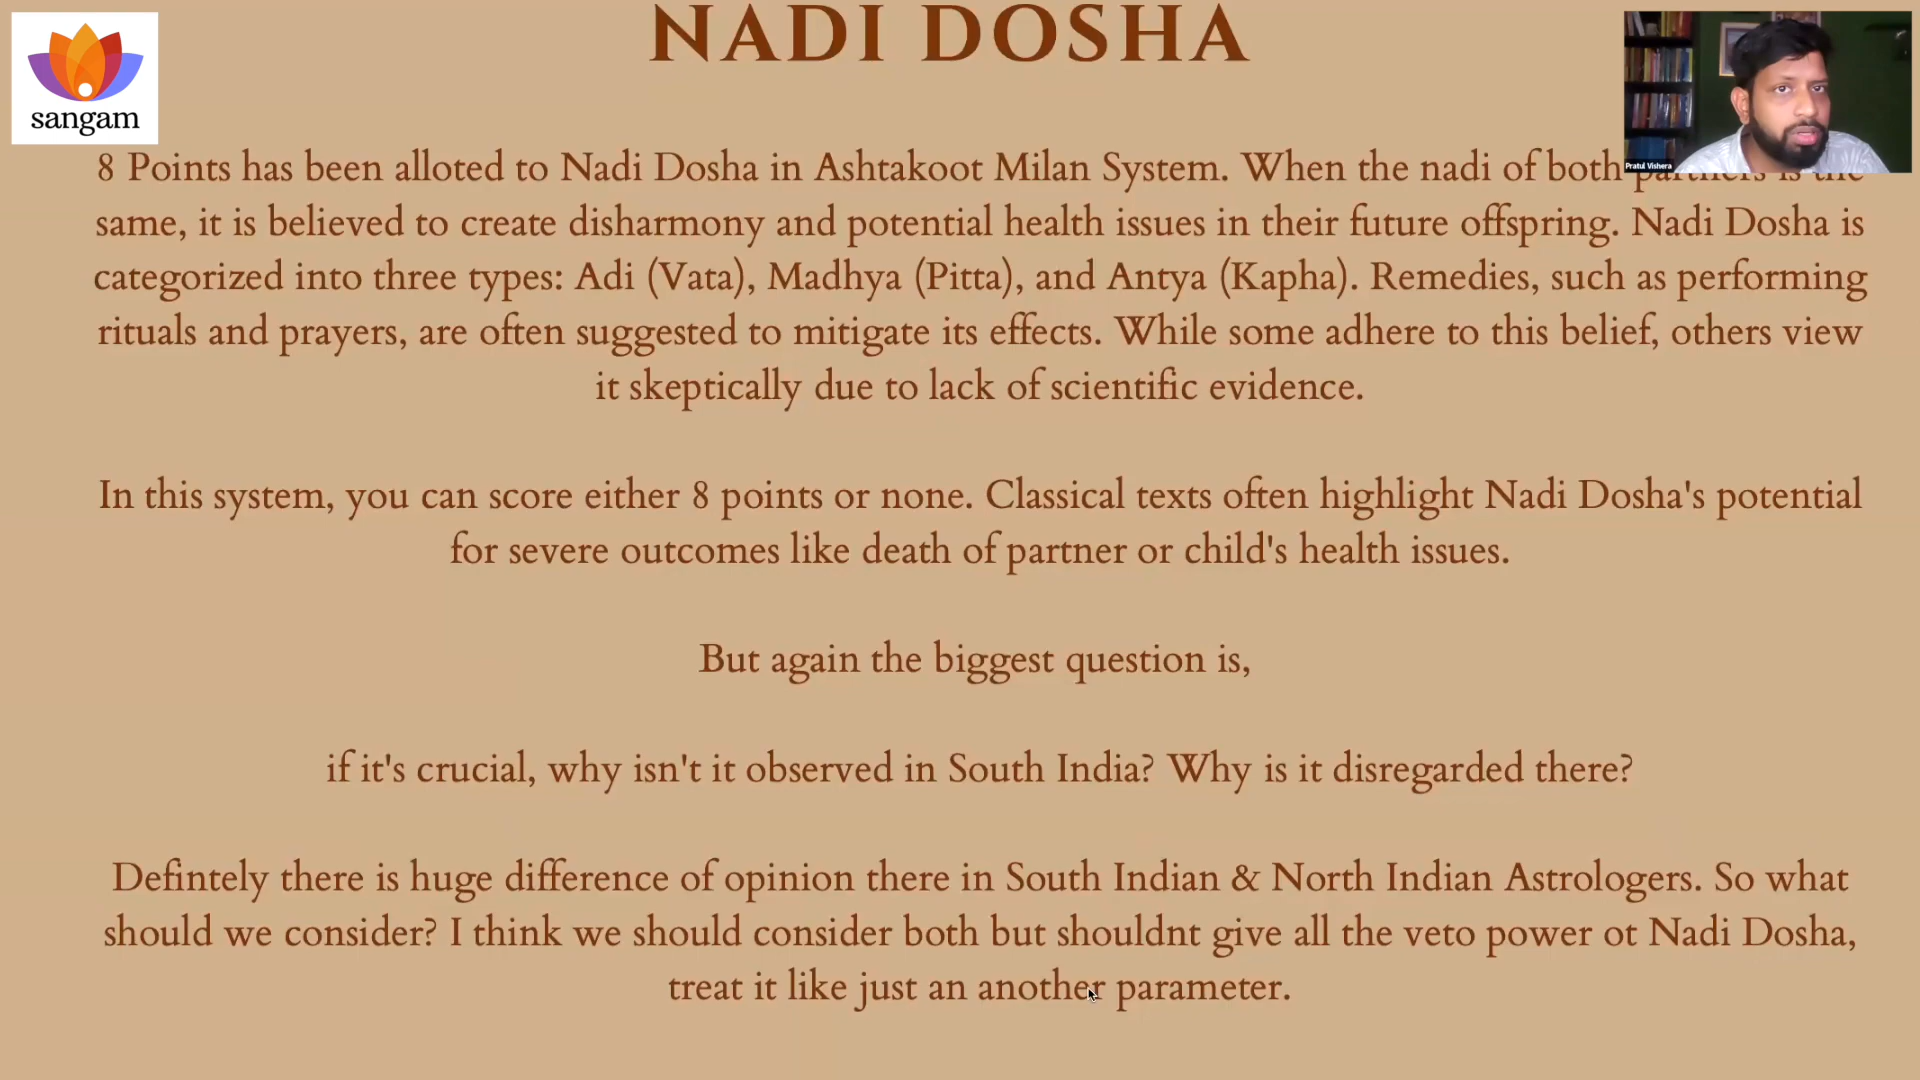 NADI DOSHA
sangam
Pratul Vishera
8 Points has been alloted to Nadi Dosha in Ashtakoot Milan System. When the nadi of both partners is the
same, it is believed to create disharmony and potential health issues in their future offspring. Nadi Dosha is
categorized into three types: Adi (Vata), Madhya (Pitta), and Antya (Kapha). Remedies, such as performing
rituals and prayers, are often suggested to mitigate its effects. While some adhere to this belief, others view
it skeptically due to lack of scientific evidence.
In this system, you can score either 8 points or none. Classical texts often highlight Nadi Dosha's potential
for severe outcomes like death of partner or child's health issues.
But again the biggest question is,
if it's crucial, why isn't it observed in South India? Why is it disregarded there?
Defintely there is huge difference of opinion there in South Indian & North Indian Astrologers. So what
should we consider? I think we should consider both but shouldnt give all the veto power ot Nadi Dosha,
treat it like just an another parameter.